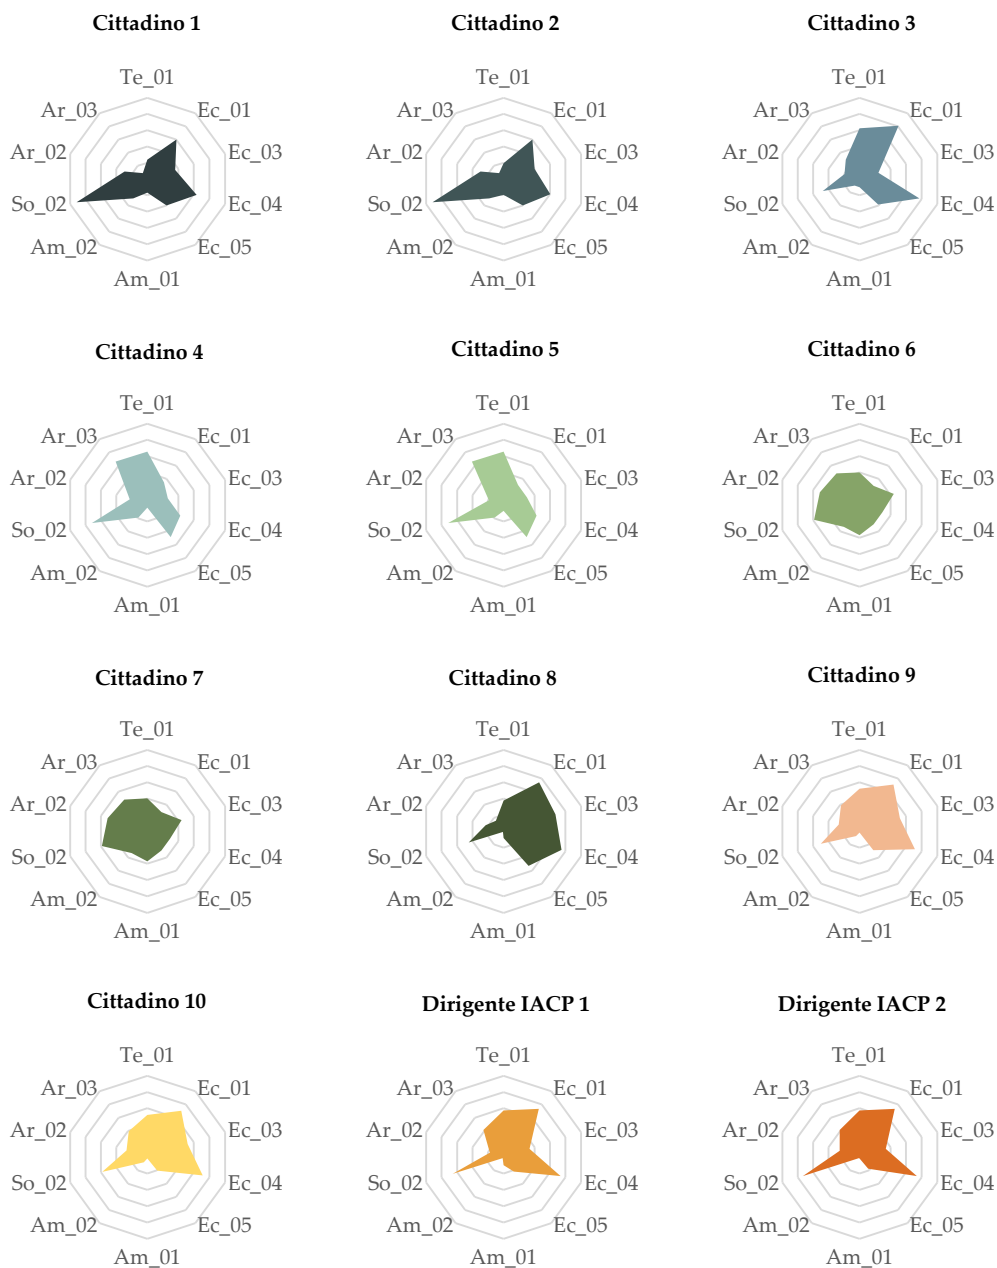 Cittadino 1
Te_01
Ec_01
Ec_03
Ec_04
Ec_05
Am_01
Am_02
So_02
Ar_02
Ar_03
Cittadino 2
Te_01
Ec_01
Ec_03
Ec_04
Ec_05
Am_01
Am_02
So_02
Ar_02
Ar_03
Cittadino 3
Te_01
Ec_01
Ec_03
Ec_04
Ec_05
Am_01
Am_02
So_02
Ar_02
Ar_03
Cittadino 4
Te_01
Ec_01
Ec_03
Ec_04
Ec_05
Am_01
Am_02
So_02
Ar_02
Ar_03
Cittadino 5
Te_01
Ec_01
Ec_03
Ec_04
Ec_05
Am_01
Am_02
So_02
Ar_02
Ar_03
Cittadino 6
Te_01
Ec_01
Ec_03
Ec_04
Ec_05
Am_01
Am_02
So_02
Ar_02
Ar_03
Cittadino 7
Te_01
Ec_01
Ec_03
Ec_04
Ec_05
Am_01
Am_02
So_02
Ar_02
Ar_03
Cittadino 8
Te_01
Ec_01
Ec_03
Ec_04
Ec_05
Am_01
Am_02
So_02
Ar_02
Ar_03
Cittadino 9
Te_01
Ec_01
Ec_03
Ec_04
Ec_05
Am_01
Am_02
So_02
Ar_02
Ar_03
Cittadino 10
Te_01
Ec_01
Ec_03
Ec_04
Ec_05
Am_01
Am_02
So_02
Ar_02
Ar_03
Dirigente IACP 1
Te_01
Ec_01
Ec_03
Ec_04
Ec_05
Am_01
Am_02
So_02
Ar_02
Ar_03
Dirigente IACP 2
Te_01
Ec_01
Ec_03
Ec_04
Ec_05
Am_01
Am_02
So_02
Ar_02
Ar_03